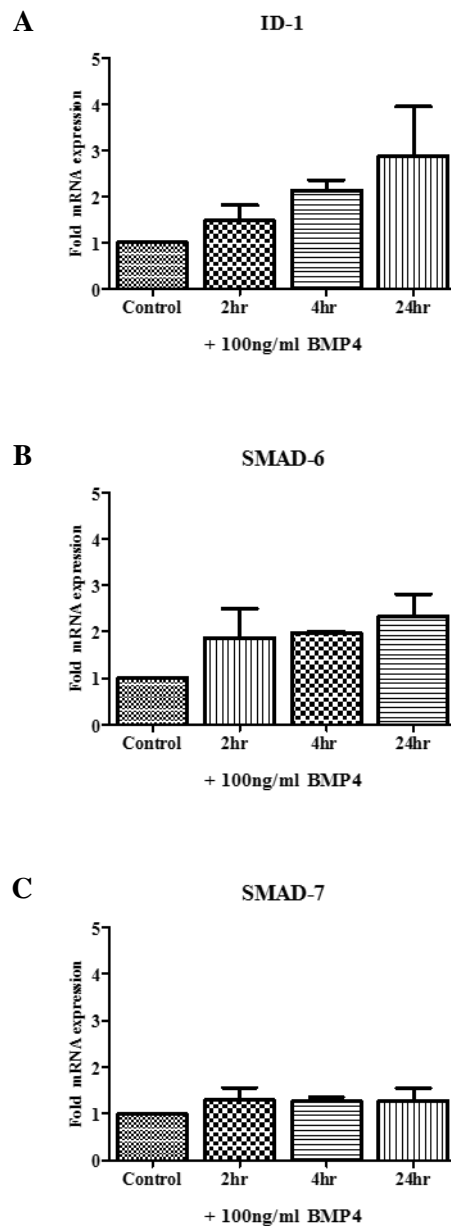 A
ID-1
Fold mRNA expression
5
4
3
2
1
0
Control 2hr 4hr 24hr
+ 100ng/ml BMP4
B
SMAD-6
Fold mRNA expression
5
4
3
2
1
0
Control 2hr 4hr 24hr
+ 100ng/ml BMP4
C
SMAD-7
Fold mRNA expression
5
4
3
2
1
0
Control 2hr 4hr 24hr
+ 100ng/ml BMP4